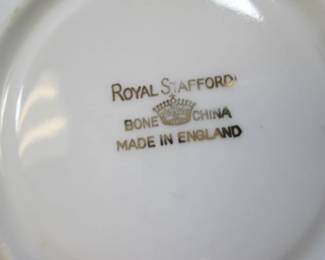 ROYAL STAFFORD
BONE CHINA
MADE IN ENGLAND